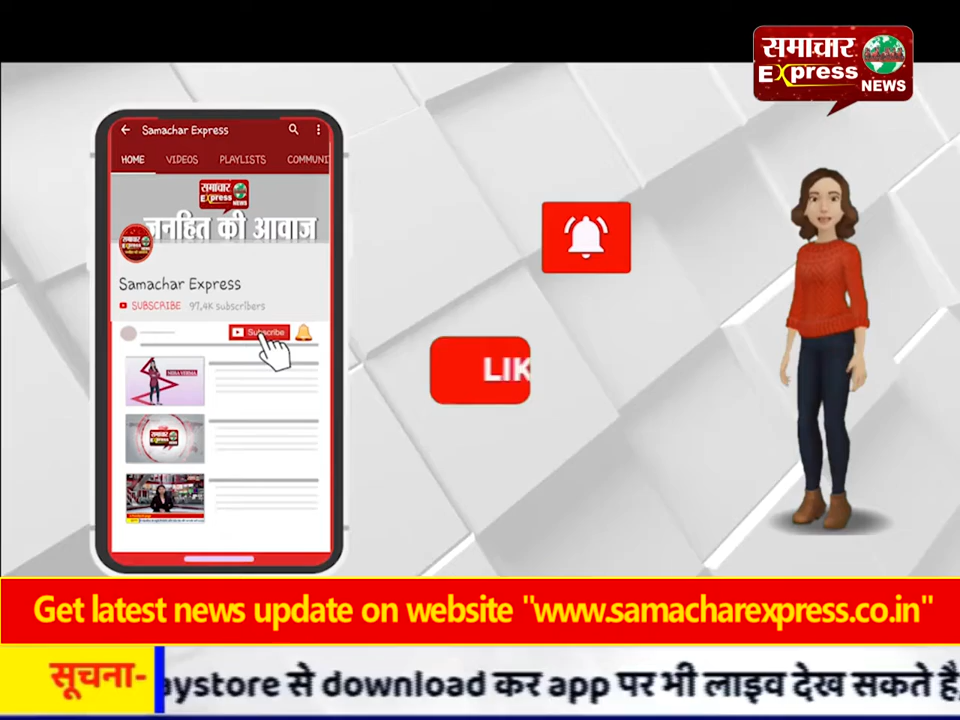 समाचार
Express
NEWS
Samachar Express
HOME VIDEOS PLAYLISTS COMMUNI
समाचार
Express
NEWS
जनहित की आवाज
Samachar Express
SUBSCRIBE 97.4K subscribers
Subscribe
LIK
समाचार
Express
Get latest news update on website "www.samacharexpress.co.in"
सूचना- aystore से download कर app पर भी लाइव देख सकते है,